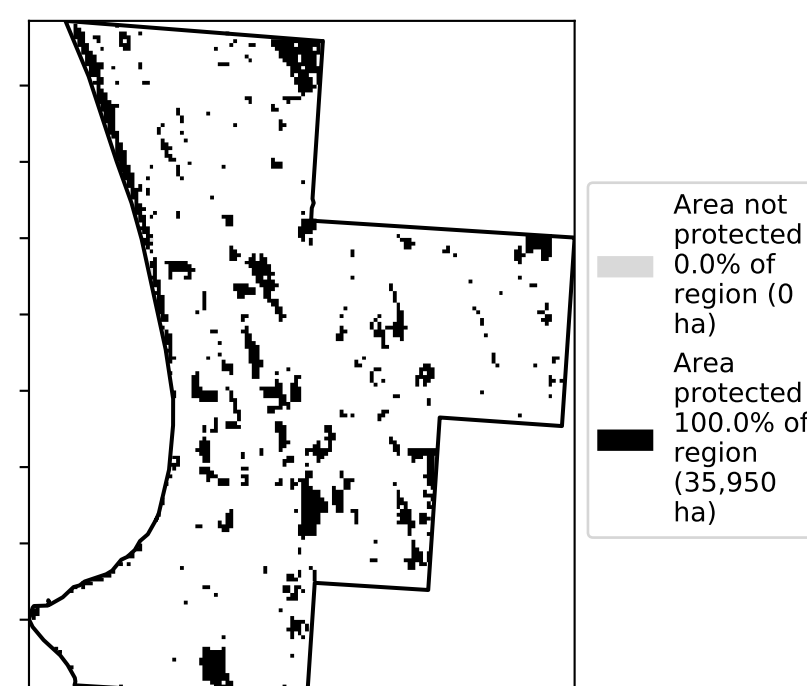 Area not
protected
0.0% of
region (0
ha)
Area
protected
100.0% of
region
(35,950
ha)